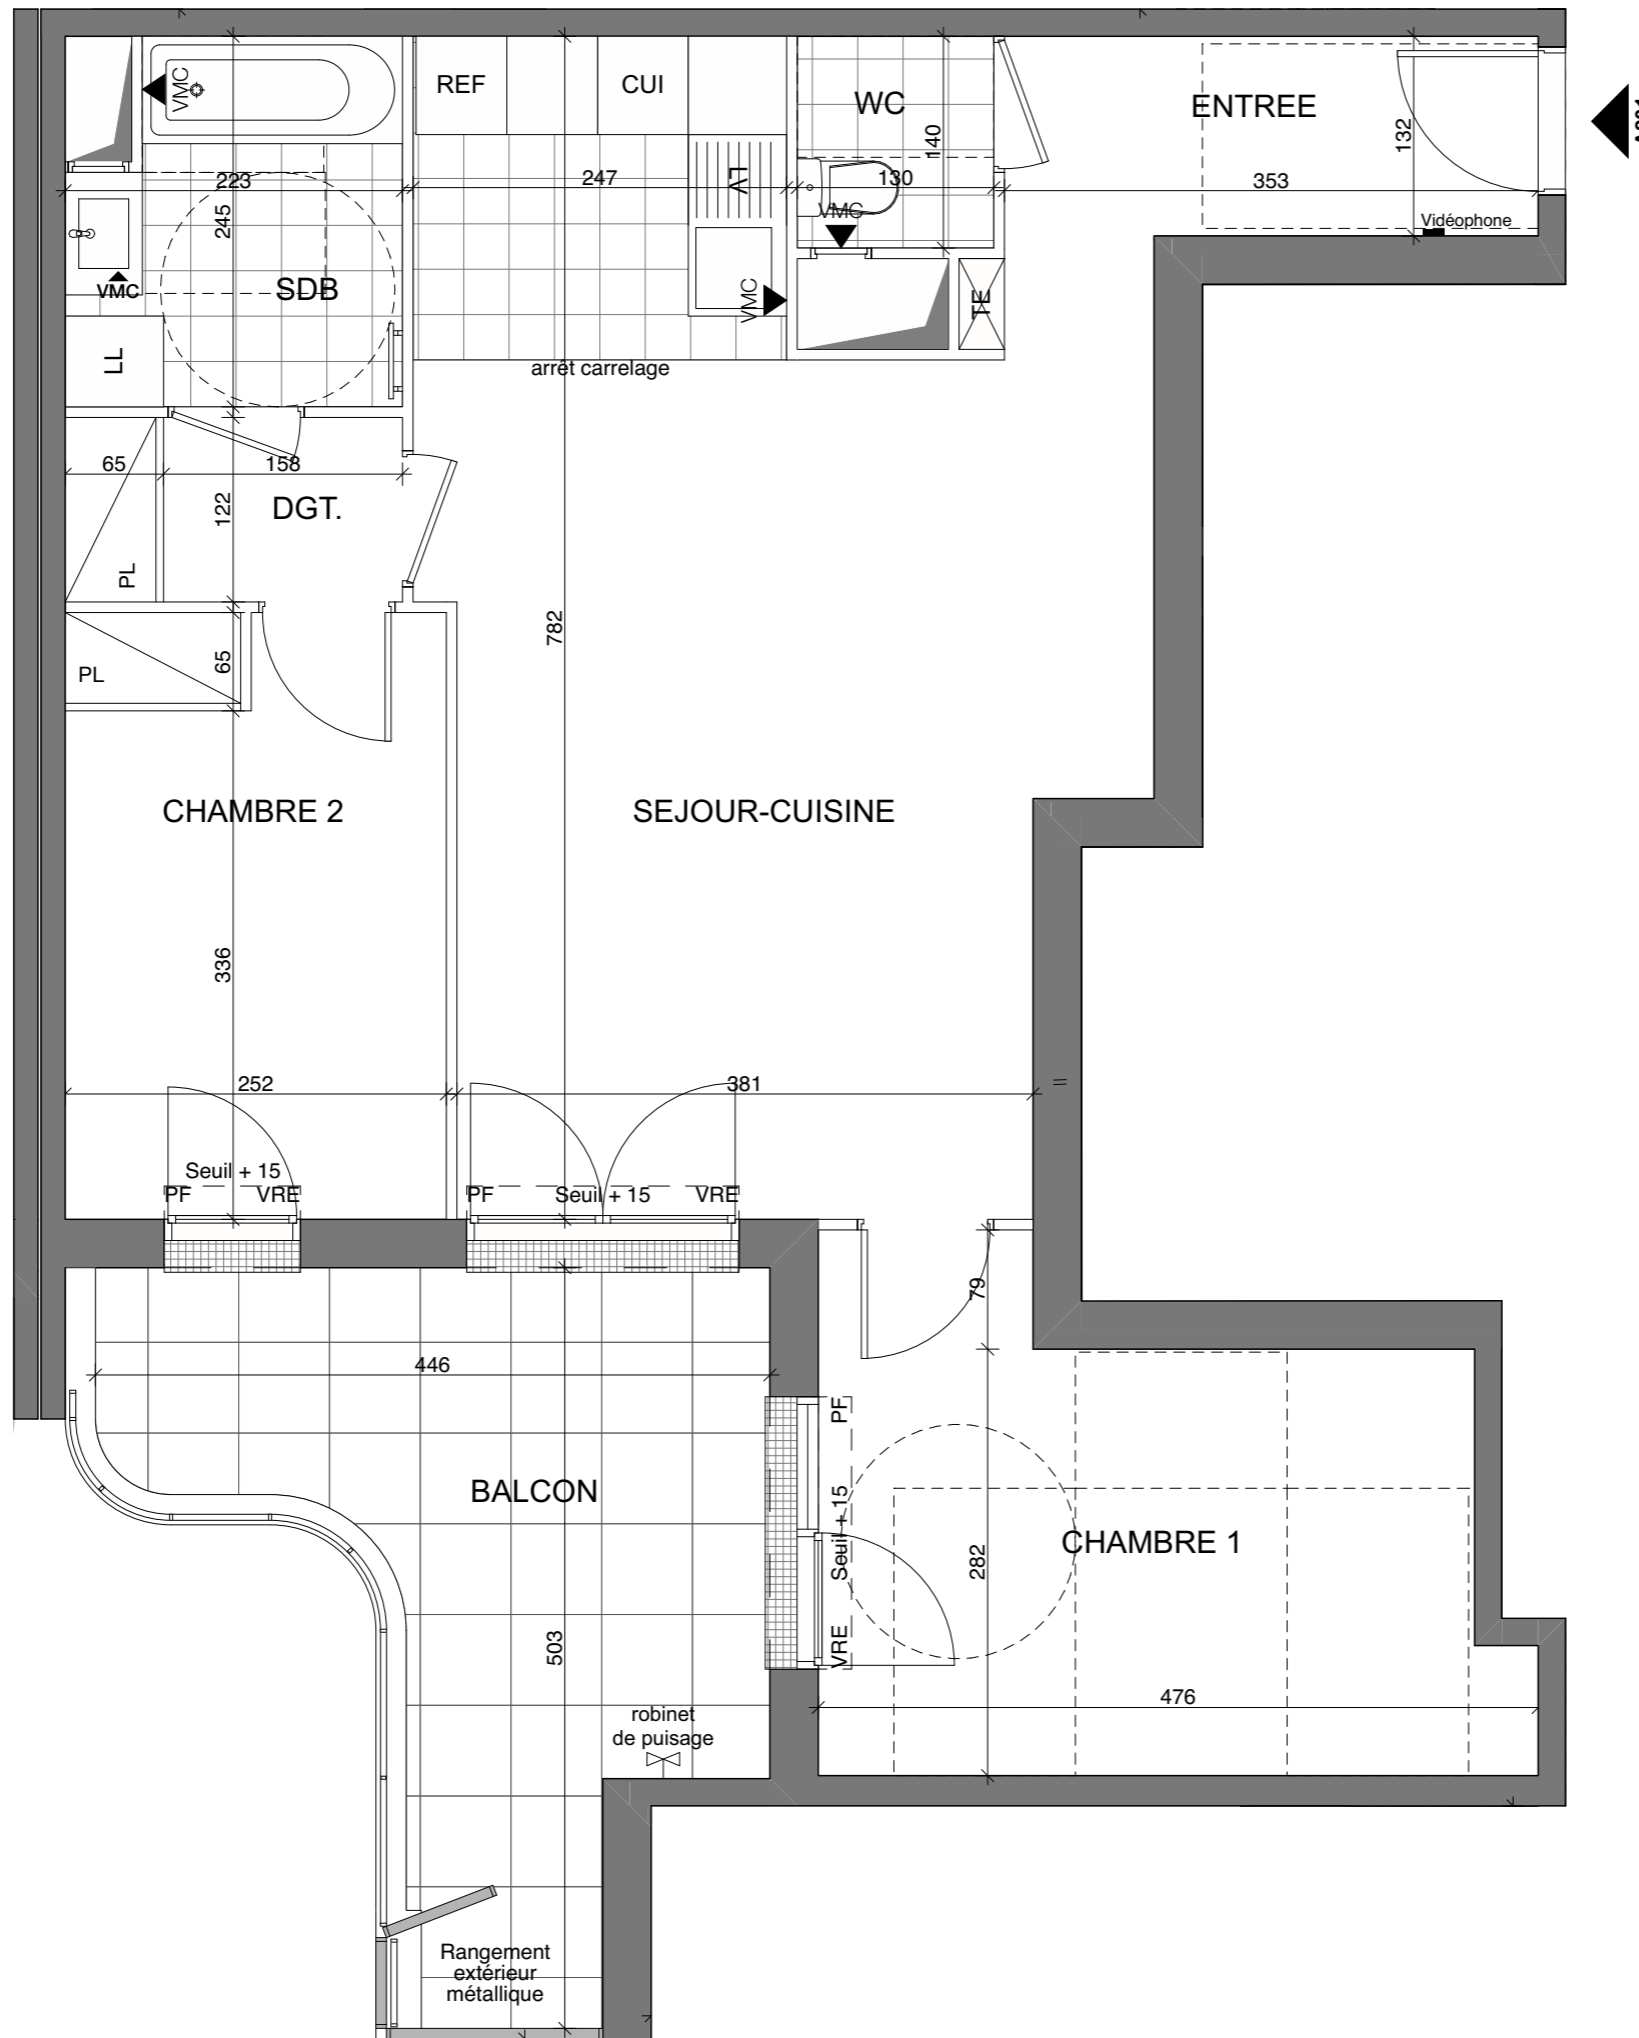 REF
CUI
WC
ENTREE
VMC
140
132
223
247
LV
130
353
VMC
Vidéophone
245
SDB
VMC
VMC
TE
LL
arrêt carrelage
65
158
122
DGT.
PL
782
65
PL
CHAMBRE 2
SEJOUR-CUISINE
336
252
381
Seuil + 15
PF
VRE
PF
Seuil + 15
VRE
79
446
PF
BALCON
Seuil + 15
CHAMBRE 1
282
503
VRE
476
robinet
de puisage
Rangement
extérieur
métallique